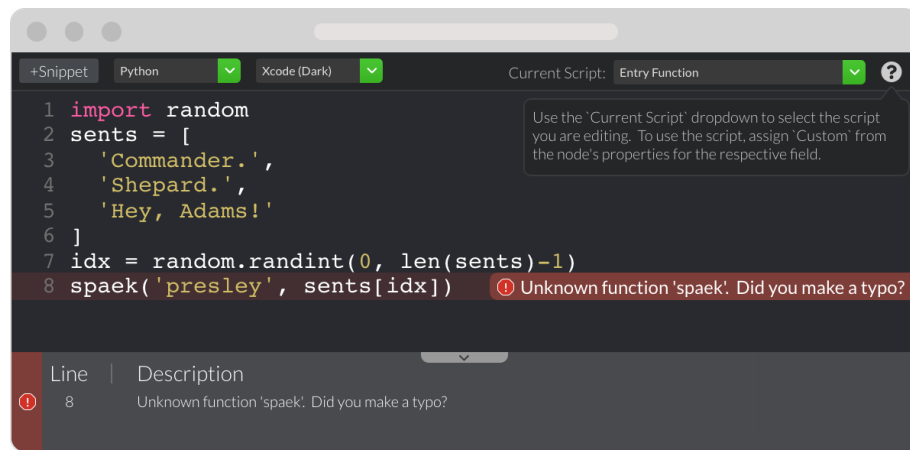 +Snippet Python Xcode (Dark) Current Script: Entry Function ?
Use the `Current Script` dropdown to select the script
you are editing. To use the script, assign `Custom` from
the node's properties for the respective field.
1 import random
2 sents = [
3   'Commander.',
4   'Shepard.',
5   'Hey, Adams!'
6 ]
7 idx = random.randint(0, len(sents)-1)
8 spaek('presley', sents[idx]) Unknown function 'spaek'. Did you make a typo?
Line | Description
8 Unknown function 'spaek'. Did you make a typo?